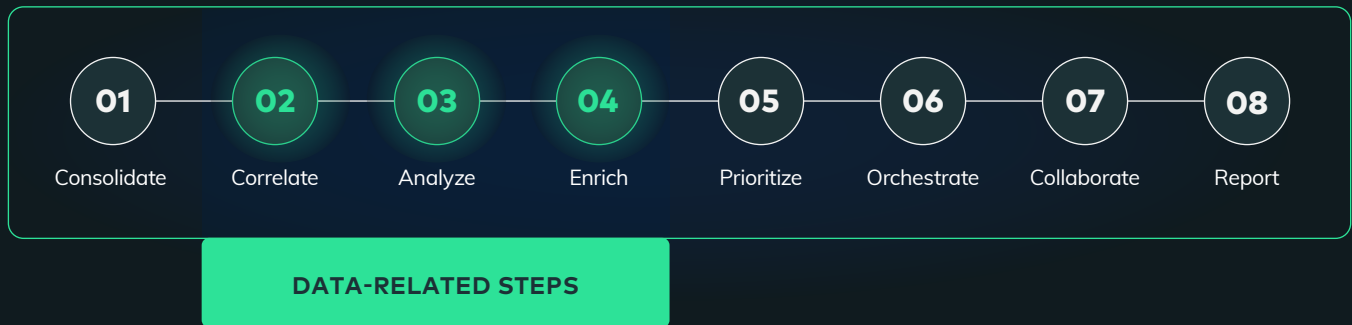 01 02 03 04 05 06 07 08
Consolidate Correlate Analyze Enrich Prioritize Orchestrate Collaborate Report
DATA-RELATED STEPS